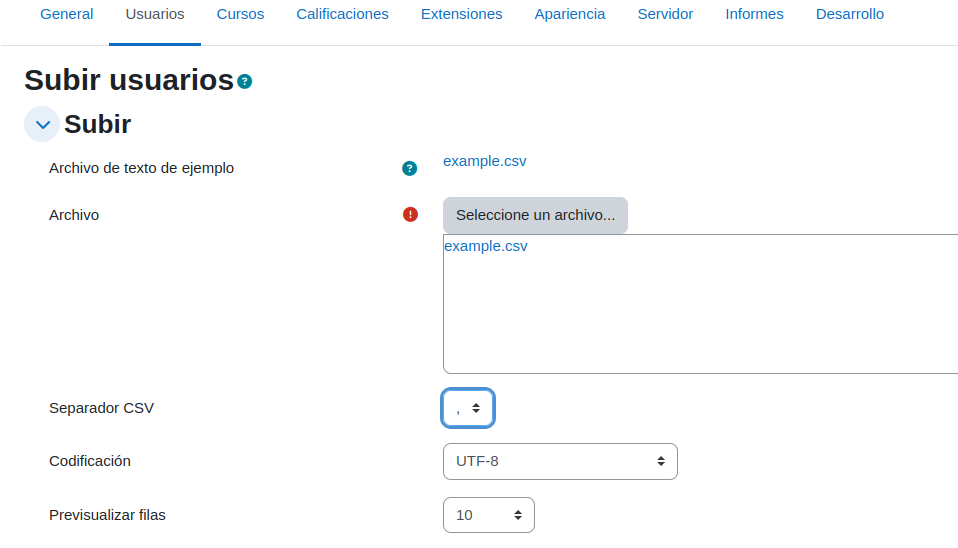 General Usuarios Cursos Calificaciones Extensiones Apariencia Servidor Informes Desarrollo
Subir usuarios ?
Subir
Archivo de texto de ejemplo ? example.csv
Archivo ! Seleccione un archivo...
example.csv
Separador CSV ,
Codificación UTF-8
Previsualizar filas 10